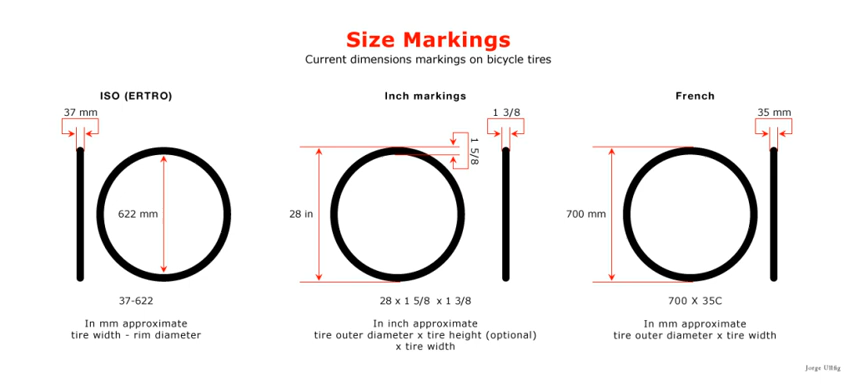 Size Markings
Current dimensions markings on bicycle tires
ISO (ERTRO)
37 mm
622 mm
37-622
In mm approximate
tire width - rim diameter
Inch markings
1 3/8
1 5/8
28 in
28 x 1 5/8 x 1 3/8
In inch approximate
tire outer diameter x tire height (optional)
x tire width
French
35 mm
700 mm
700 X 35C
In mm approximate
tire outer diameter x tire width
Jorge Ullfig